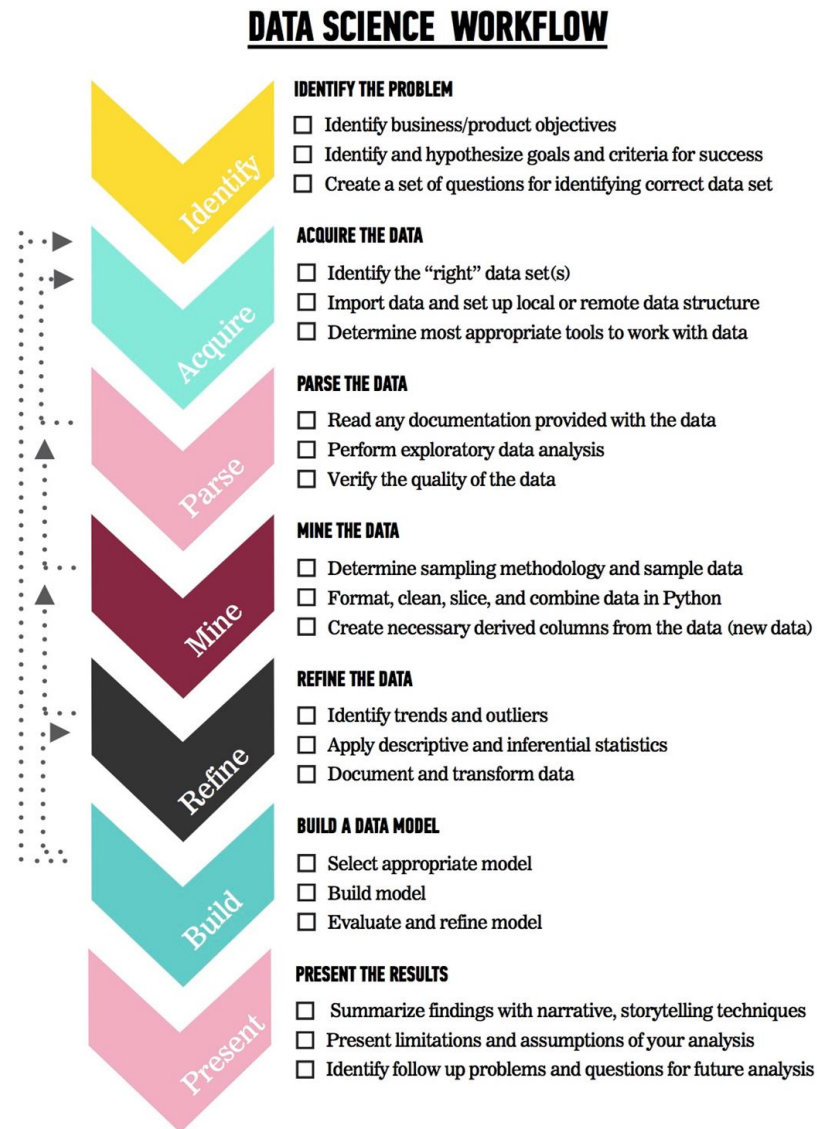 DATA SCIENCE WORKFLOW
IDENTIFY THE PROBLEM
Identify business/product objectives
Identify and hypothesize goals and criteria for success
Create a set of questions for identifying correct data set
Identify
ACQUIRE THE DATA
Identify the “right” data set(s)
Import data and set up local or remote data structure
Determine most appropriate tools to work with data
Acquire
PARSE THE DATA
Read any documentation provided with the data
Perform exploratory data analysis
Verify the quality of the data
Parse
MINE THE DATA
Determine sampling methodology and sample data
Format, clean, slice, and combine data in Python
Create necessary derived columns from the data (new data)
Mine
REFINE THE DATA
Identify trends and outliers
Apply descriptive and inferential statistics
Document and transform data
Refine
BUILD A DATA MODEL
Select appropriate model
Build model
Evaluate and refine model
Build
PRESENT THE RESULTS
Summarize findings with narrative, storytelling techniques
Present limitations and assumptions of your analysis
Identify follow up problems and questions for future analysis
Present